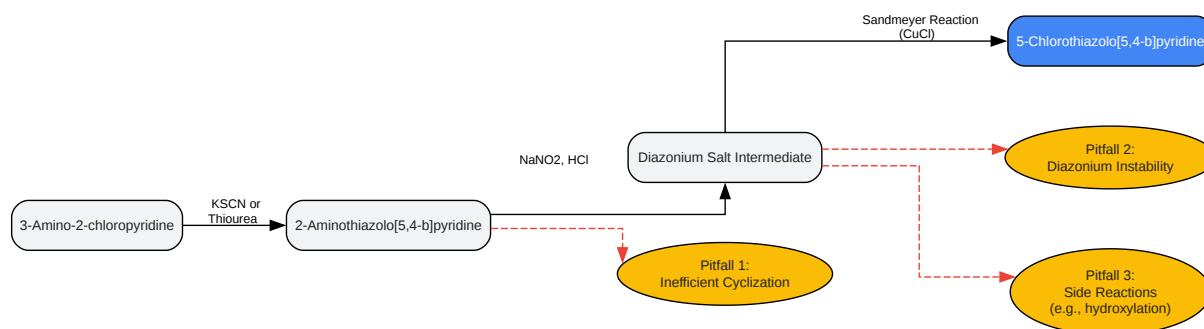 Sandmeyer Reaction
(CuCl)
5-Chlorothiazolo[5,4-b]pyridine
NaNO2, HCl
Diazonium Salt Intermediate
Pitfall 2:
Diazonium Instability
3-Amino-2-chloropyridine
KSCN or
Thiourea
2-Aminothiazolo[5,4-b]pyridine
Pitfall 1:
Inefficient Cyclization
Pitfall 3:
Side Reactions
(e.g., hydroxylation)